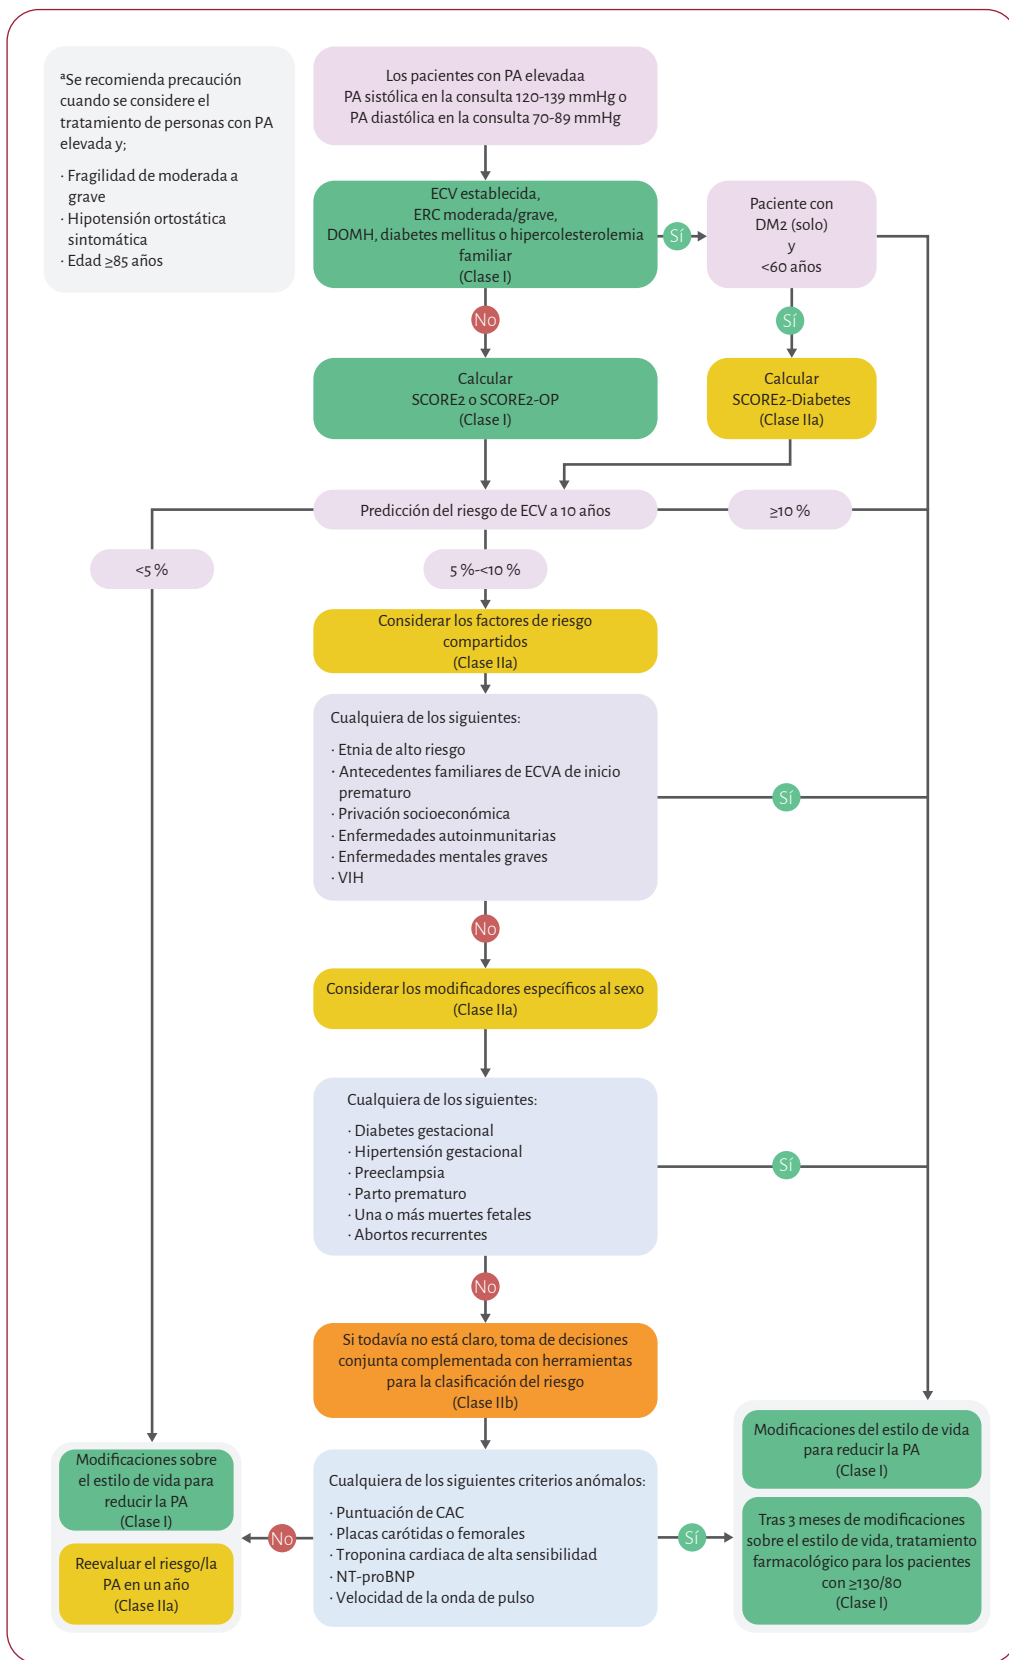 ªSe recomienda precaución
cuando se considere el
tratamiento de personas con PA
elevada y;
· Fragilidad de moderada a
grave
· Hipotensión ortostática
sintomática
· Edad ≥85 años
Los pacientes con PA elevadaa
PA sistólica en la consulta 120-139 mmHg o
PA diastólica en la consulta 70-89 mmHg
ECV establecida,
ERC moderada/grave,
DOMH, diabetes mellitus o hipercolesterolemia
familiar
(Clase I)
Sí
Paciente con
DM2 (solo)
y
<60 años
No
Sí
Calcular
SCORE2 o SCORE2-OP
(Clase I)
Calcular
SCORE2-Diabetes
(Clase IIa)
Predicción del riesgo de ECV a 10 años
≥10 %
<5 %
5 %-<10 %
Considerar los factores de riesgo
compartidos
(Clase IIa)
Cualquiera de los siguientes:
· Etnia de alto riesgo
· Antecedentes familiares de ECVA de inicio
prematuro
· Privación socioeconómica
· Enfermedades autoinmunitarias
· Enfermedades mentales graves
· VIH
Sí
No
Considerar los modificadores específicos al sexo
(Clase IIa)
Cualquiera de los siguientes:
· Diabetes gestacional
· Hipertensión gestacional
· Preeclampsia
· Parto prematuro
· Una o más muertes fetales
· Abortos recurrentes
Sí
No
Si todavía no está claro, toma de decisiones
conjunta complementada con herramientas
para la clasificación del riesgo
(Clase IIb)
Modificaciones sobre
el estilo de vida para
reducir la PA
(Clase I)
Reevaluar el riesgo/la
PA en un año
(Clase IIa)
No
Cualquiera de los siguientes criterios anómalos:
· Puntuación de CAC
· Placas carótidas o femorales
· Troponina cardiaca de alta sensibilidad
· NT-proBNP
· Velocidad de la onda de pulso
Sí
Modificaciones del estilo de vida
para reducir la PA
(Clase I)
Tras 3 meses de modificaciones
sobre el estilo de vida, tratamiento
farmacológico para los pacientes
con ≥130/80
(Clase I)